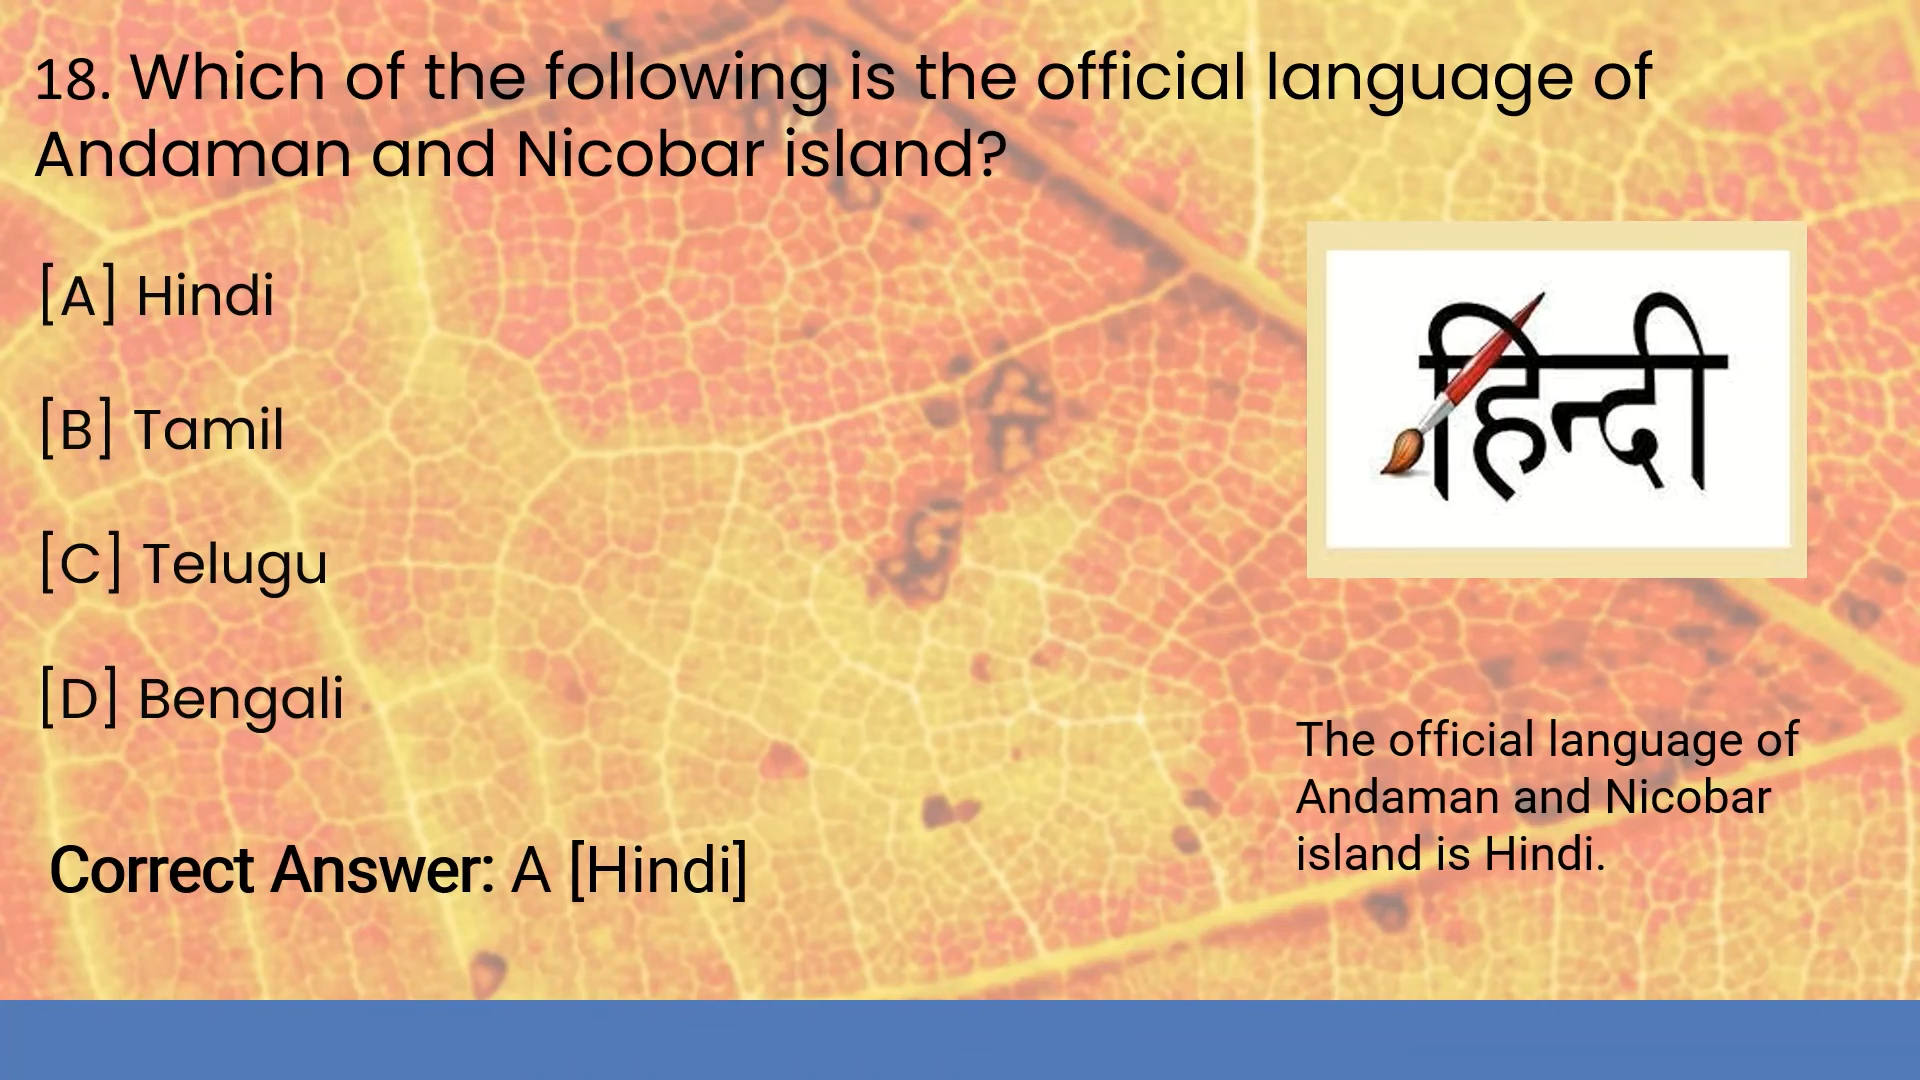 18. Which of the following is the official language of
Andaman and Nicobar island?
[A] Hindi
[B] Tamil
[C] Telugu
[D] Bengali
हिन्दी
The official language of
Andaman and Nicobar
island is Hindi.
Correct Answer: A [Hindi]